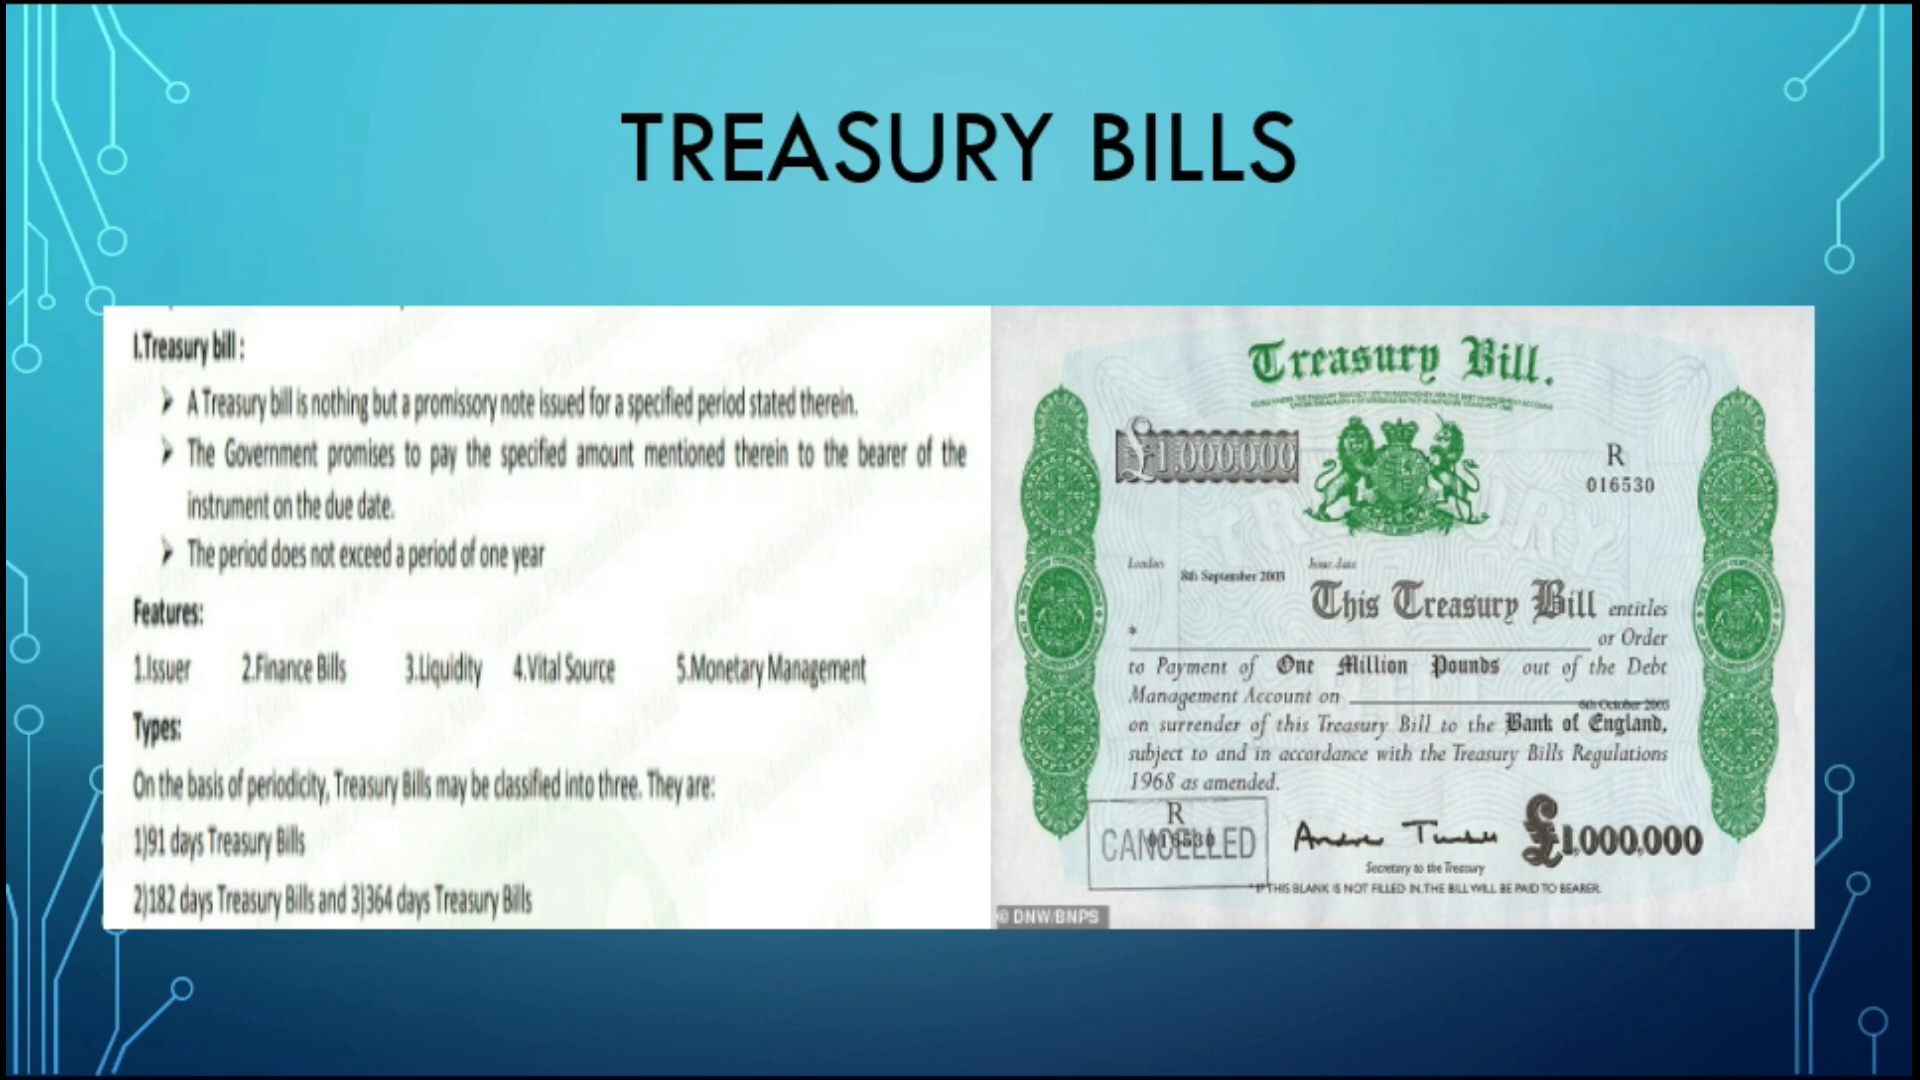 TREASURY BILLS
I.Treasury bill :
➢ A Treasury bill is nothing but a promissory note issued for a specified period stated therein.
➢ The Government promises to pay the specified amount mentioned therein to the bearer of the
instrument on the due date.
➢ The period does not exceed a period of one year
Features:
1.Issuer 2.Finance Bills 3.Liquidity 4.Vital Source 5.Monetary Management
Types:
On the basis of periodicity, Treasury Bills may be classified into three. They are:
1)91 days Treasury Bills
2)182 days Treasury Bills and 3)364 days Treasury Bills
Treasury Bill.
£1,000000
R
016530
London
8th September 2003
Issue date
This Treasury Bill entitles
* or Order
to Payment of One Million Pounds out of the Debt
Management Account on
6th October 2003
on surrender of this Treasury Bill to the Bank of England,
subject to and in accordance with the Treasury Bills Regulations
1968 as amended.
R
016530
CANCELLED
£1,000,000
Secretary to the Treasury
* IF THIS BLANK IS NOT FILLED IN, THE BILL WILL BE PAID TO BEARER.
© DNW/BNPS